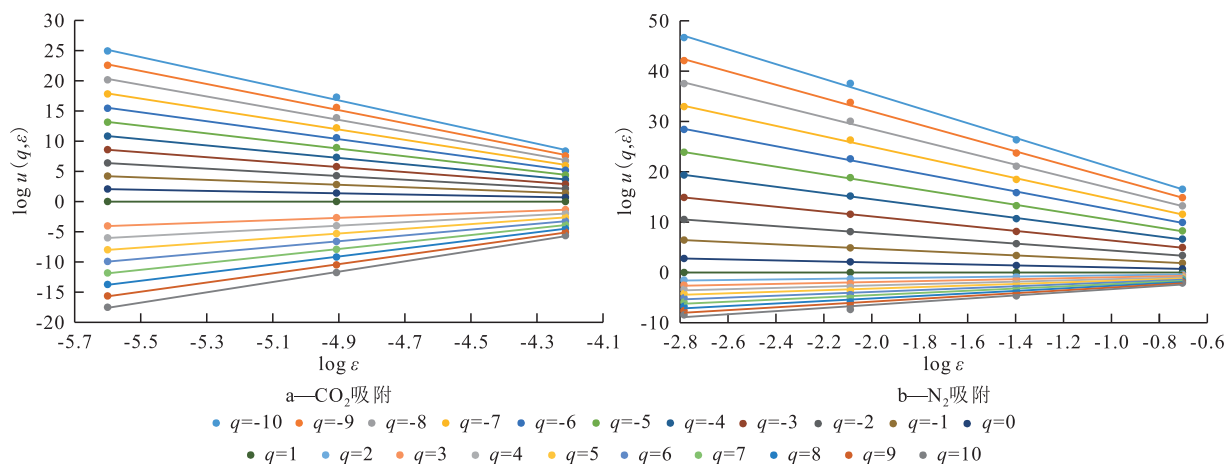 30
25
20
15
10
5
0
-5
-10
-15
-20
log u(q,ε)
-5.7 -5.5 -5.3 -5.1 -4.9 -4.7 -4.5 -4.3 -4.1
log ε
a—CO₂吸附
50
40
30
20
10
0
-10
log u(q,ε)
-2.8 -2.6 -2.4 -2.2 -2.0 -1.8 -1.6 -1.4 -1.2 -1.0 -0.8 -0.6
log ε
b—N₂吸附
q=-10 q=-9 q=-8 q=-7 q=-6 q=-5 q=-4 q=-3 q=-2 q=-1 q=0
q=1 q=2 q=3 q=4 q=5 q=6 q=7 q=8 q=9 q=10